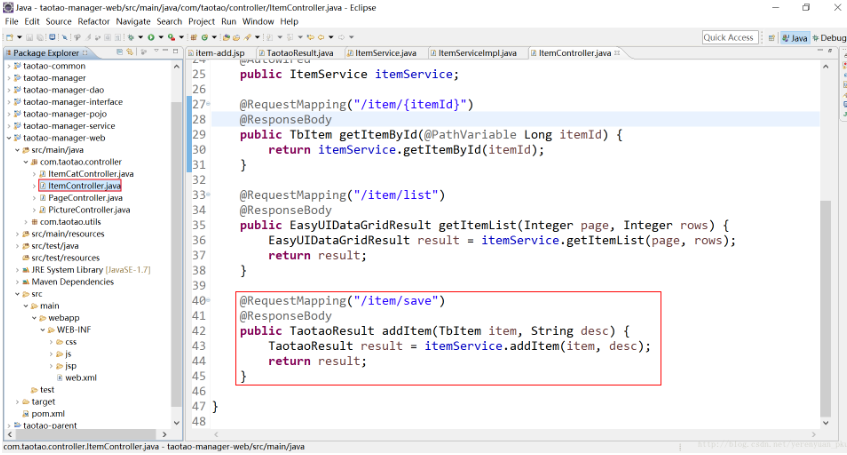 Java - taotao-manager-web/src/main/java/com/taotao/controller/ItemController.java - Eclipse
File Edit Source Refactor Navigate Search Project Run Window Help
Quick Access
Java
Debug
Package Explorer
item-add.jsp
TaotaoResult.java
ItemService.java
ItemServiceImpl.java
ItemController.java
taotao-common
taotao-manager
taotao-manager-dao
taotao-manager-interface
taotao-manager-pojo
taotao-manager-service
taotao-manager-web
src/main/java
com.taotao.controller
ItemCatController.java
ItemController.java
PageController.java
PictureController.java
com.taotao.utils
src/main/resources
src/test/java
src/test/resources
JRE System Library [JavaSE-1.7]
Maven Dependencies
src
main
webapp
WEB-INF
css
js
jsp
web.xml
test
target
pom.xml
taotao-parent
24 @Autowired
25 public ItemService itemService;
26
27 @RequestMapping("/item/{itemId}")
28 @ResponseBody
29 public TbItem getItemById(@PathVariable Long itemId) {
30 return itemService.getItemById(itemId);
31 }
32
33 @RequestMapping("/item/list")
34 @ResponseBody
35 public EasyUIDataGridResult getItemList(Integer page, Integer rows) {
36 EasyUIDataGridResult result = itemService.getItemList(page, rows);
37 return result;
38 }
39
40 @RequestMapping("/item/save")
41 @ResponseBody
42 public TaotaoResult addItem(TbItem item, String desc) {
43 TaotaoResult result = itemService.addItem(item, desc);
44 return result;
45 }
46
47 }
48
com.taotao.controller.ItemController.java - taotao-manager-web/src/main/java